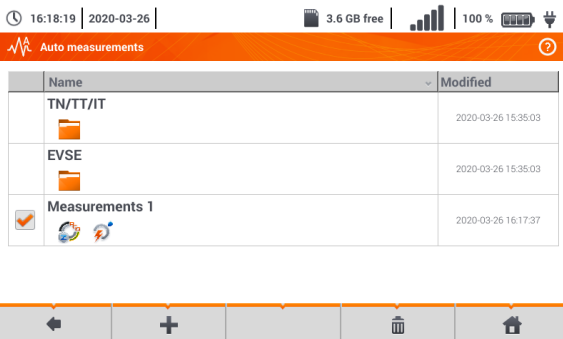 16:18:19 2020-03-26 3.6 GB free 100 %
Auto measurements ?
Name Modified
TN/TT/IT
2020-03-26 15:35:03
EVSE
2020-03-26 15:35:03
Measurements 1
2020-03-26 16:17:37